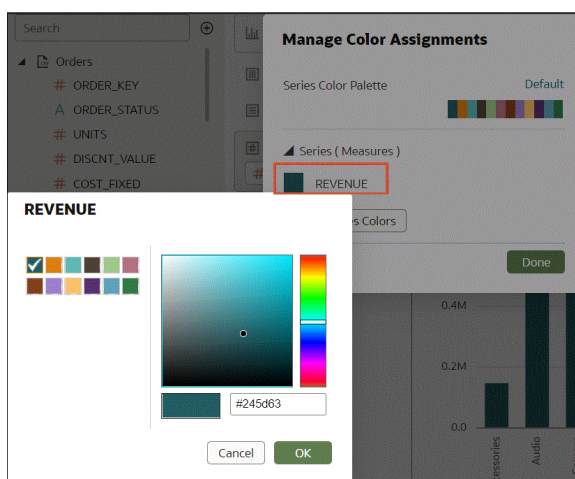 Search
Orders
# ORDER_KEY
A ORDER_STATUS
# UNITS
# DISCNT_VALUE
# COST_FIXED
#
#
Manage Color Assignments
Series Color Palette
Default
Series ( Measures )
REVENUE
s Colors
Done
REVENUE
#245d63
Cancel
OK
0.4M
0.2M
0.0
essories
Audio